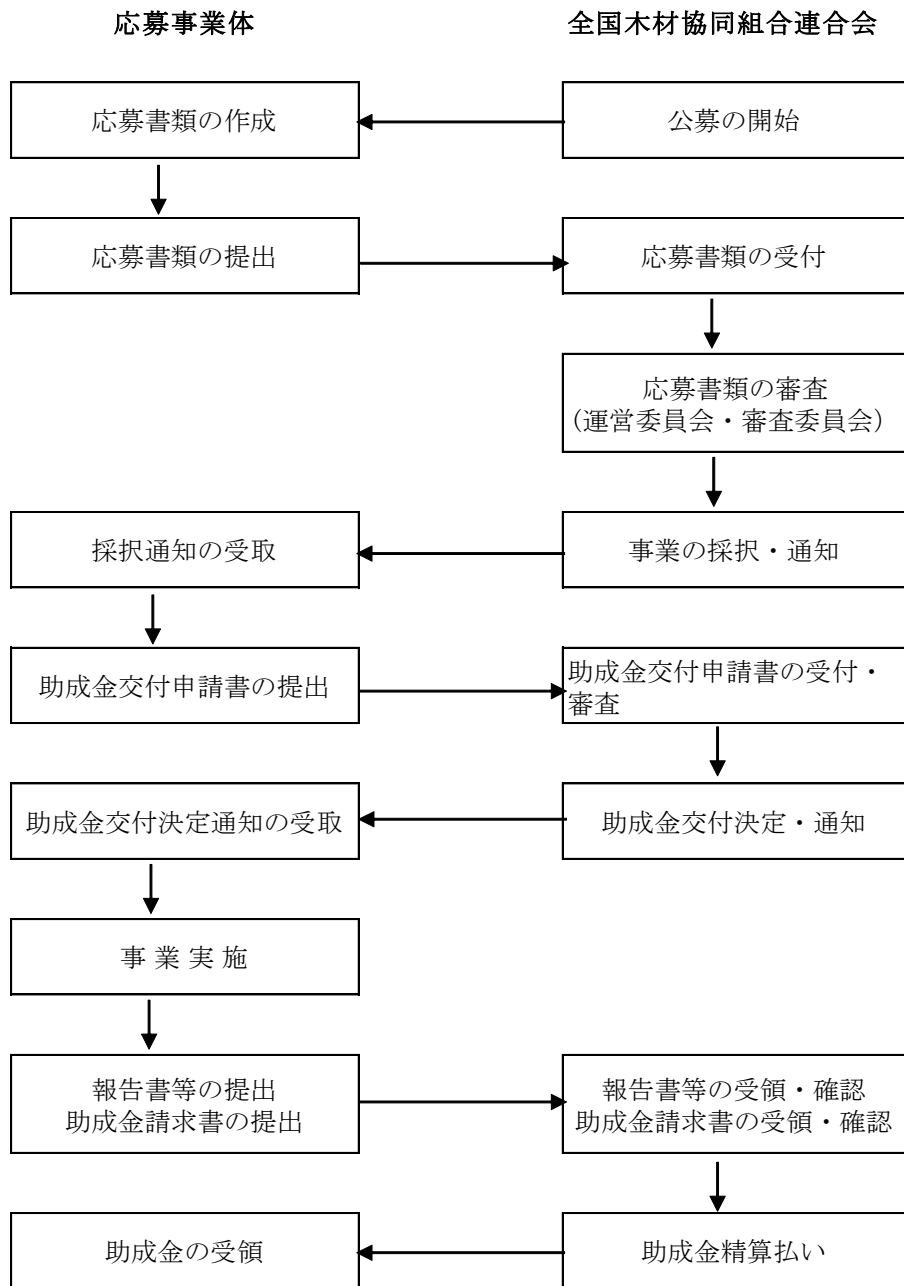 応募事業体
全国木材協同組合連合会
応募書類の作成
公募の開始
応募書類の提出
応募書類の受付
応募書類の審査
(運営委員会・審査委員会)
採択通知の受取
事業の採択・通知
助成金交付申請書の提出
助成金交付申請書の受付・
審査
助成金交付決定通知の受取
助成金交付決定・通知
事 業 実 施
報告書等の提出
助成金請求書の提出
報告書等の受領・確認
助成金請求書の受領・確認
助成金の受領
助成金精算払い